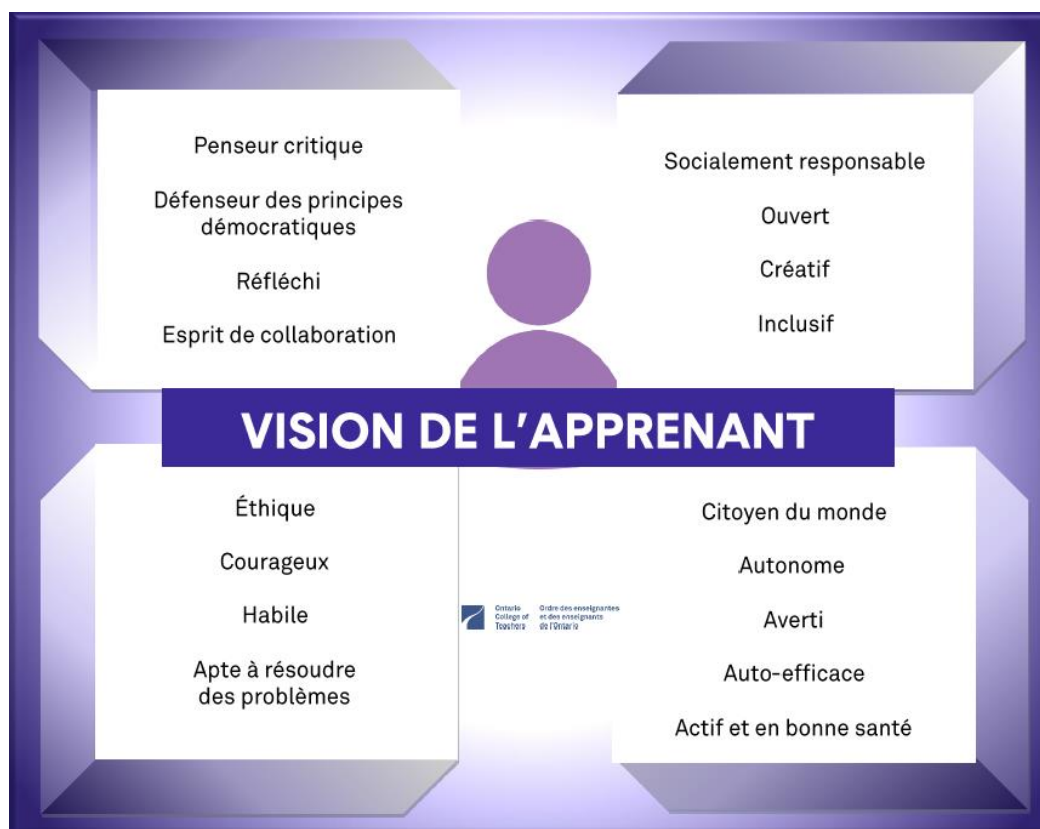 Penseur critique
Défenseur des principes
démocratiques
Réfléchi
Esprit de collaboration
Socialement responsable
Ouvert
Créatif
Inclusif
VISION DE L’APPRENANT
Éthique
Courageux
Habile
Apte à résoudre
des problèmes
Ontario
College of
Teachers
Ordre des enseignantes
et des enseignants
de l’Ontario
Citoyen du monde
Autonome
Averti
Auto-efficace
Actif et en bonne santé